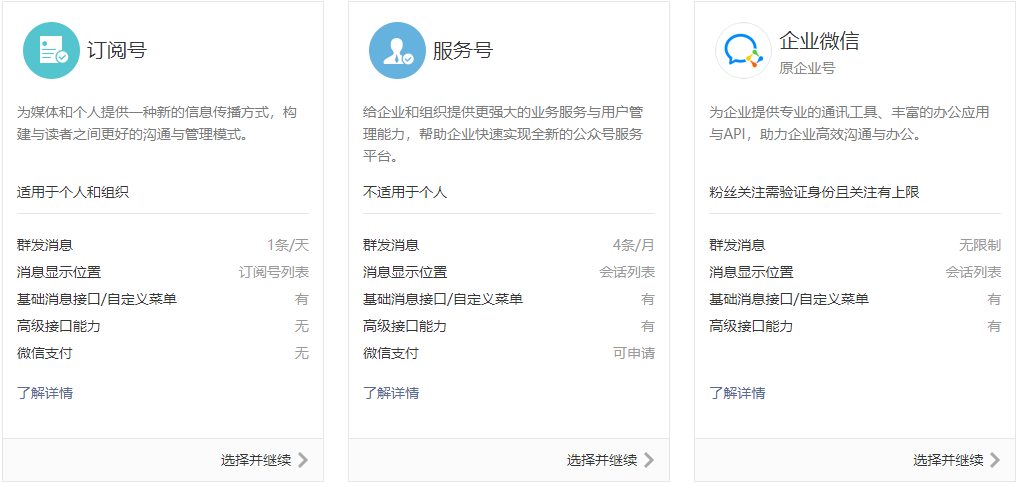 订阅号
为媒体和个人提供一种新的信息传播方式，构
建与读者之间更好的沟通与管理模式。
适用于个人和组织
群发消息 1条/天
消息显示位置 订阅号列表
基础消息接口/自定义菜单 有
高级接口能力 无
微信支付 无
了解详情
选择并继续
服务号
给企业和组织提供更强大的业务服务与用户管
理能力，帮助企业快速实现全新的公众号服务
平台。
不适用于个人
群发消息 4条/月
消息显示位置 会话列表
基础消息接口/自定义菜单 有
高级接口能力 有
微信支付 可申请
了解详情
选择并继续
企业微信
原企业号
为企业提供专业的通讯工具、丰富的办公应用
与API，助力企业高效沟通与办公。
粉丝关注需验证身份且关注有上限
群发消息 无限制
消息显示位置 会话列表
基础消息接口/自定义菜单 有
高级接口能力 有
了解详情
选择并继续